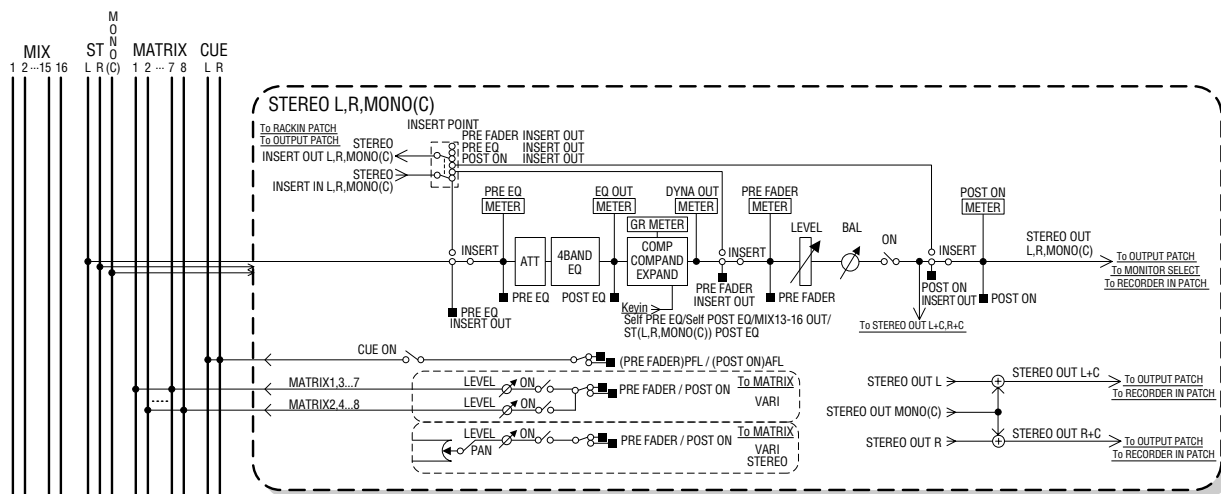 MONO
MIX ST (C) MATRIX CUE
1 2 ··· 15 16 L R (C) 1 2 ··· 7 8 L R
STEREO L,R,MONO(C)
To RACKIN PATCH
To OUTPUT PATCH
INSERT POINT
STEREO
INSERT OUT L,R,MONO(C)
STEREO
INSERT IN L,R,MONO(C)
PRE FADER INSERT OUT
PRE EQ INSERT OUT
POST ON INSERT OUT
PRE EQ
METER
EQ OUT
METER
DYNA OUT
METER
PRE FADER
METER
POST ON
METER
GR METER
LEVEL
BAL
ON
STEREO OUT
L,R,MONO(C)
INSERT
ATT
4BAND
EQ
COMP
COMPAND
EXPAND
INSERT
INSERT
To OUTPUT PATCH
To MONITOR SELECT
To RECORDER IN PATCH
PRE EQ
POST EQ
PRE FADER
INSERT OUT
PRE FADER
POST ON
INSERT OUT
POST ON
PRE EQ
INSERT OUT
Kevin
Self PRE EQ/Self POST EQ/MIX13-16 OUT/
ST(L,R,MONO(C)) POST EQ
To STEREO OUT L+C,R+C
CUE ON
(PRE FADER)PFL / (POST ON)AFL
MATRIX1,3...7
LEVEL
ON
PRE FADER / POST ON
To MATRIX
VARI
MATRIX2,4...8
LEVEL
ON
LEVEL
ON
PAN
PRE FADER / POST ON
To MATRIX
VARI
STEREO
STEREO OUT L
STEREO OUT L+C
To OUTPUT PATCH
To RECORDER IN PATCH
STEREO OUT MONO(C)
STEREO OUT R
STEREO OUT R+C
To OUTPUT PATCH
To RECORDER IN PATCH